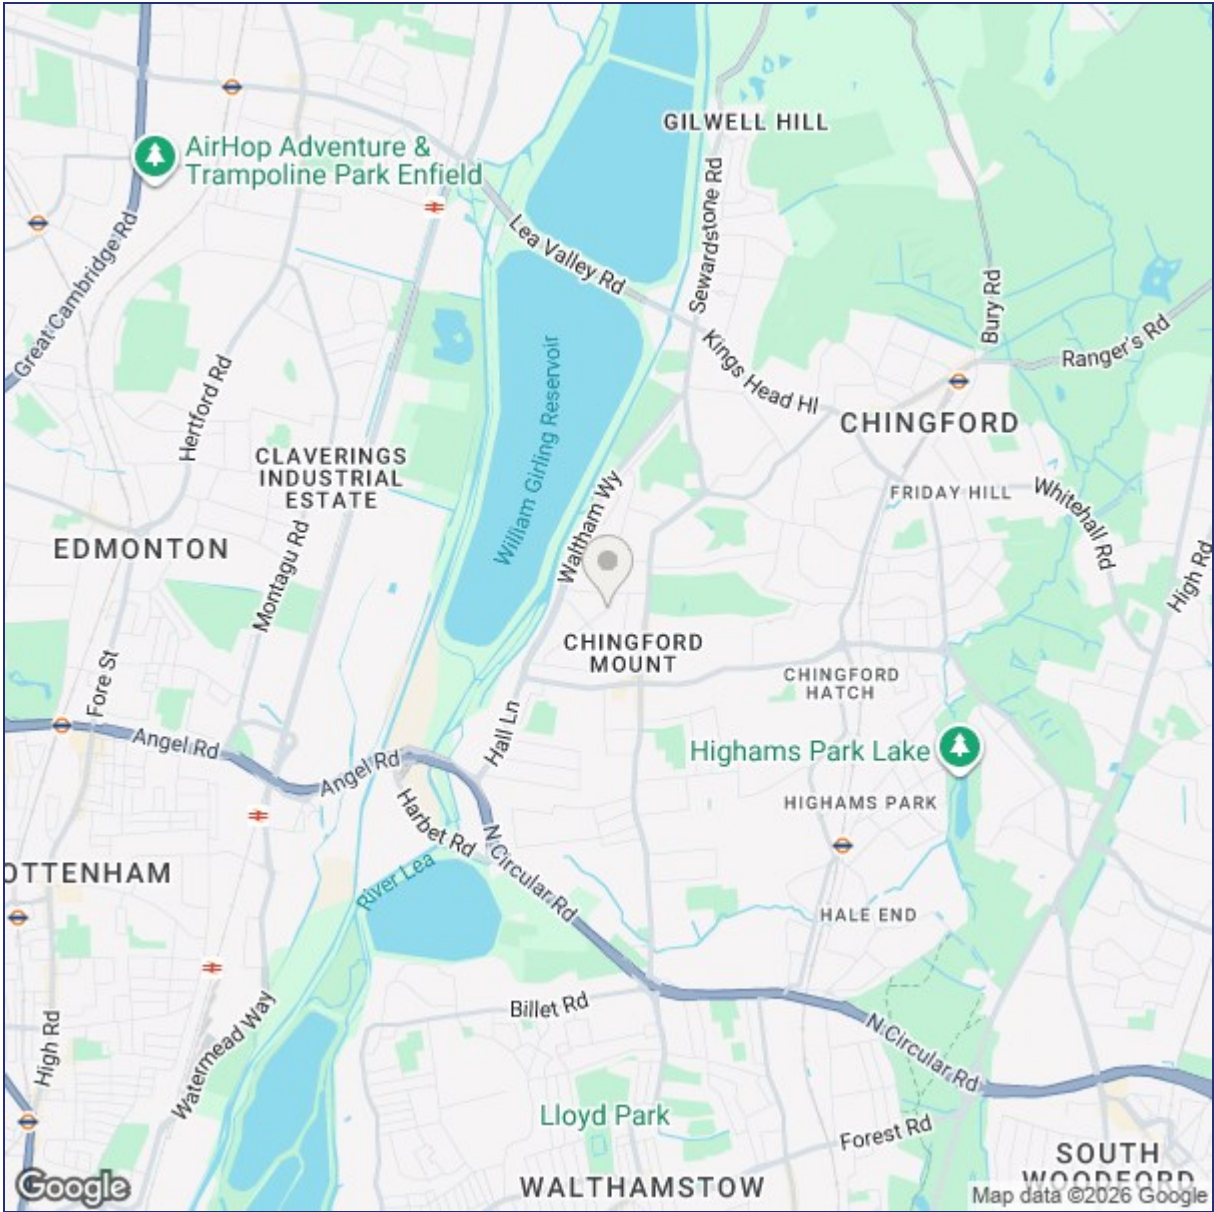 GILWELL HILL
AirHop Adventure &
Trampoline Park Enfield
Sewardstone Rd
Lea Valley Rd
Great Cambridge Rd
Bury Rd
Ranger's Rd
Kings Head Hl
Hertford Rd
CHINGFORD
William Girling Reservoir
CLAVERINGS
INDUSTRIAL
ESTATE
FRIDAY HILL
Whitehall Rd
Waltham Wy
EDMONTON
Montagu Rd
High Rd
CHINGFORD
MOUNT
Fore St
CHINGFORD
HATCH
Hall Ln
Angel Rd
Angel Rd
Highams Park Lake
HIGHAMS PARK
Harbet Rd
N Circular Rd
OTTENHAM
River Lea
HALE END
Billet Rd
High Rd
Watermead Way
N Circular Rd
Lloyd Park
Forest Rd
SOUTH
WOODFORD
WALTHAMSTOW
Google
Map data ©2026 Google